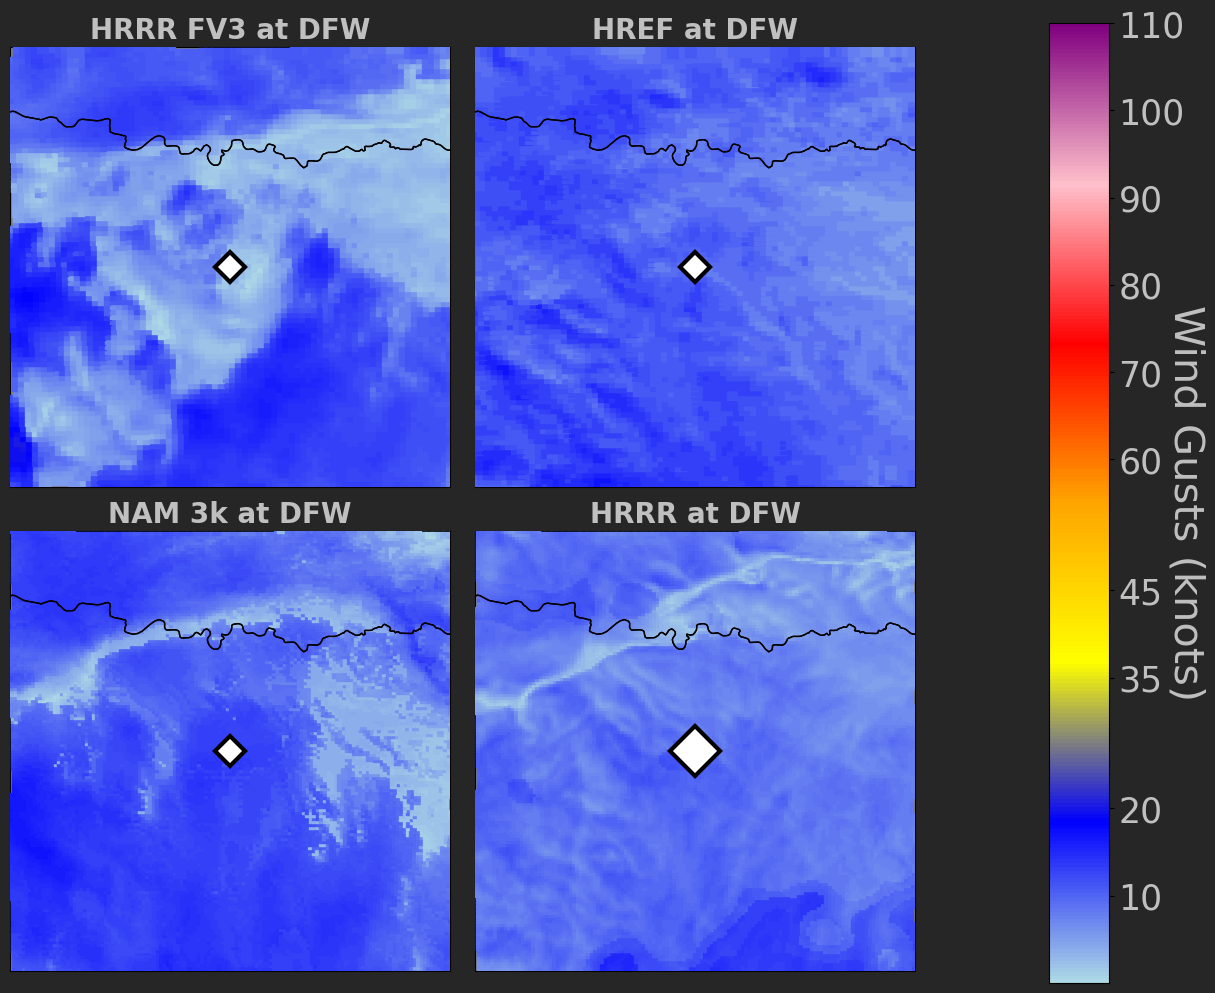 HRRR FV3 at DFW
HREF at DFW
NAM 3k at DFW
HRRR at DFW
110
100
90
80
70
60
45
35
20
10
Wind Gusts (knots)